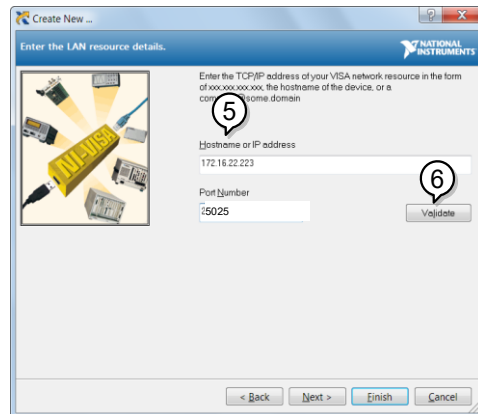 Create New ...
Enter the LAN resource details.
NATIONAL
INSTRUMENTS
Enter the TCP/IP address of your VISA network resource in the form
of xxx.xxx.xxx.xxx, the hostname of the device, or a
some.domain
5
Hostname or IP address
172.16.22.223
6
Port Number
5025
Validate
NI-VISA
< Back
Next >
Finish
Cancel